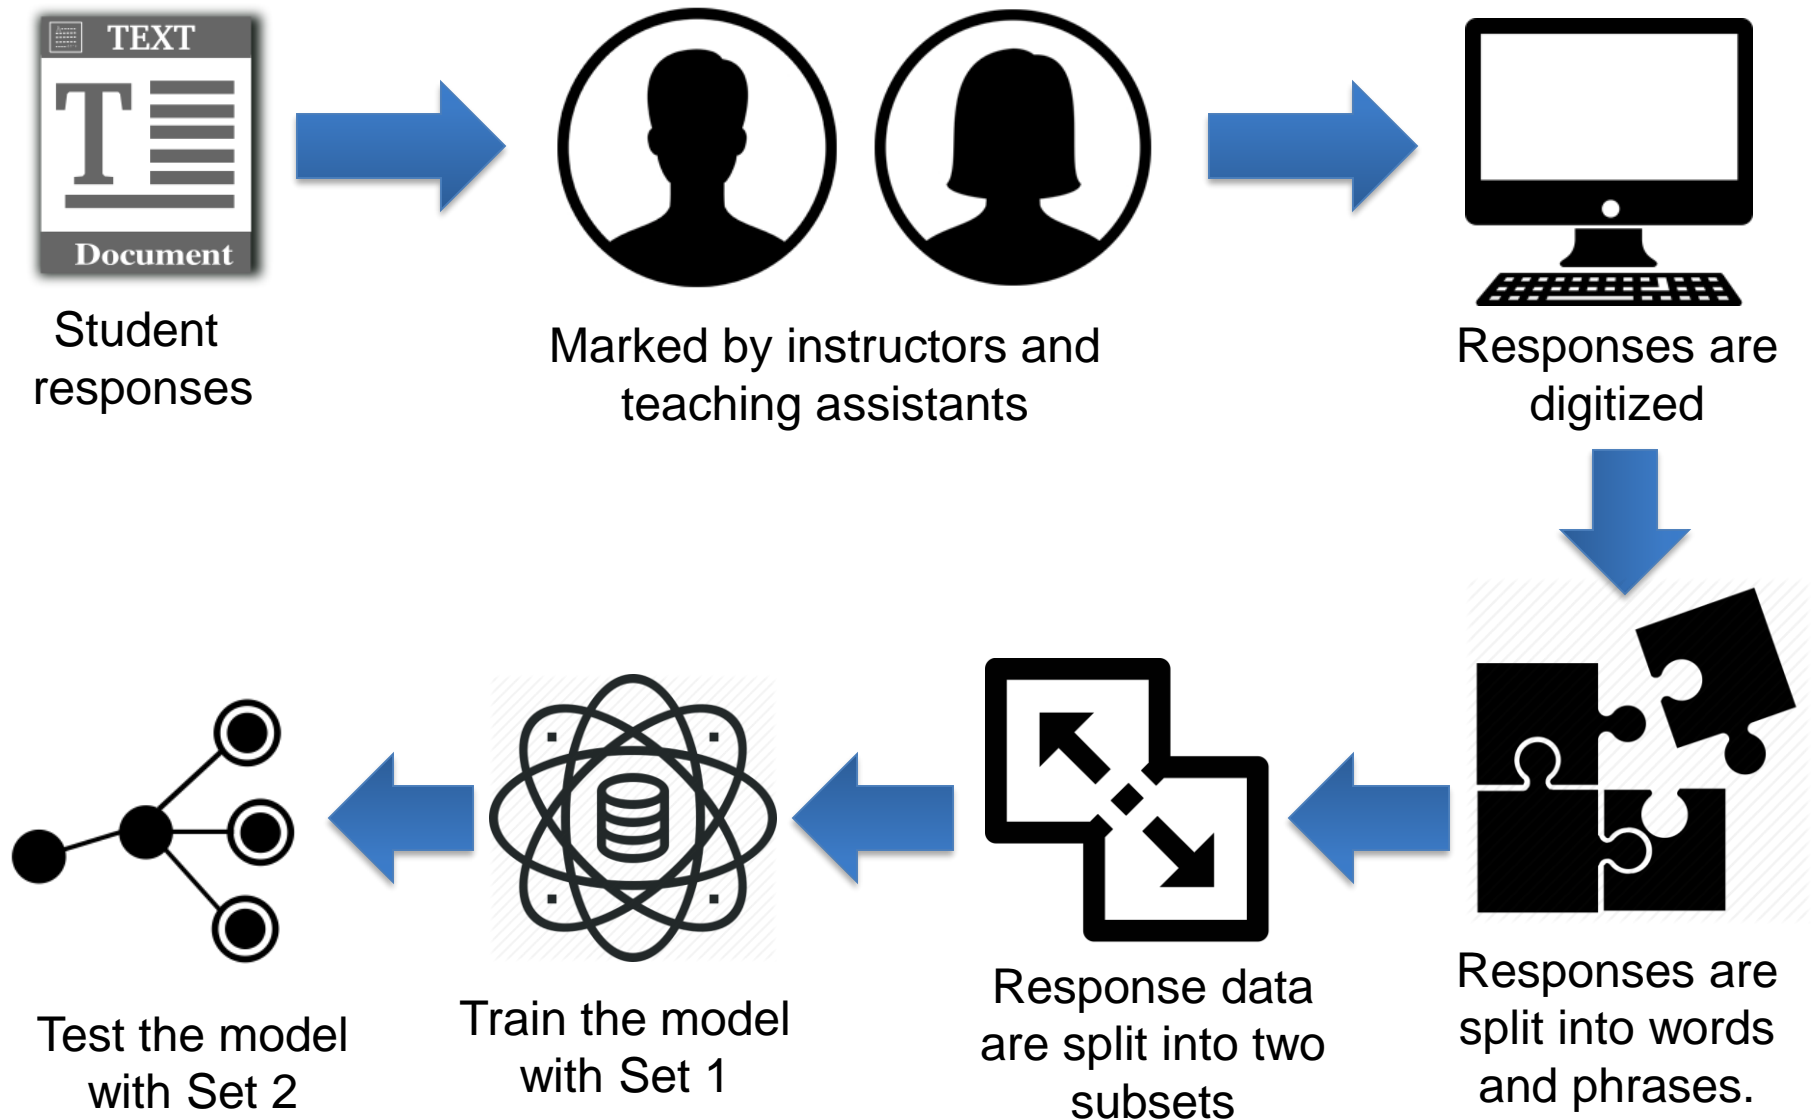 TEXT
T
Document
Student
responses
Marked by instructors and
teaching assistants
Responses are
digitized
Responses are
split into words
and phrases.
Response data
are split into two
subsets
Train the model
with Set 1
Test the model
with Set 2